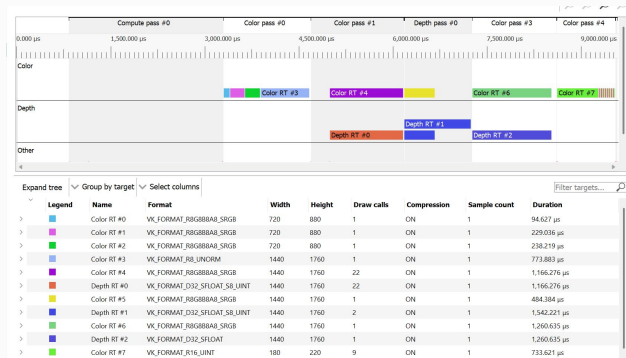 Compute pass #0 Color pass #0 Color pass #1 Depth pass #0 Color pass #3 Color pass #4
0.000 µs 1,500.000 µs 3,000.000 µs 4,500.000 µs 6,000.000 µs 7,500.000 µs 9,000.000 µs
Color
Color RT #3 Color RT #4 Color RT #6 Color RT #7
Depth
Depth RT #1
Depth RT #0 Depth RT #2
Other
Expand tree Group by target Select columns Filter targets...
Legend Name Format Width Height Draw calls Compression Sample count Duration
Color RT #0 VK_FORMAT_R8G8B8A8_SRGB 720 880 1 ON 1 94.627 µs
Color RT #1 VK_FORMAT_R8G8B8A8_SRGB 720 880 1 ON 1 229.036 µs
Color RT #2 VK_FORMAT_R8G8B8A8_SRGB 720 880 1 ON 1 238.219 µs
Color RT #3 VK_FORMAT_R8_UNORM 1440 1760 1 ON 1 773.883 µs
Color RT #4 VK_FORMAT_R8G8B8A8_SRGB 1440 1760 22 ON 1 1,166.276 µs
Depth RT #0 VK_FORMAT_D32_SFLOAT_S8_UINT 1440 1760 22 ON 1 1,166.276 µs
Color RT #5 VK_FORMAT_R8G8B8A8_SRGB 1440 1760 1 ON 1 484.384 µs
Depth RT #1 VK_FORMAT_D32_SFLOAT_S8_UINT 1440 1760 2 ON 1 1,542.221 µs
Color RT #6 VK_FORMAT_R8G8B8A8_SRGB 1440 1760 1 ON 1 1,260.635 µs
Depth RT #2 VK_FORMAT_D32_SFLOAT 1440 1760 1 ON 1 1,260.635 µs
Color RT #7 VK_FORMAT_R16_UINT 180 220 9 ON 1 733.621 µs